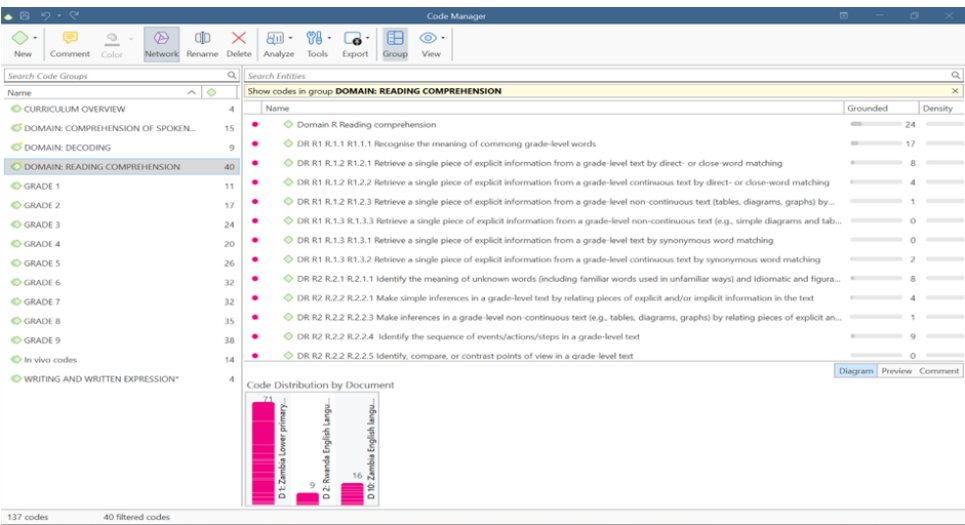 Code Manager
New Comment Color Network Rename Delete Analyze Tools Export Group View
Search Code Groups
Name
CURRICULUM OVERVIEW 4
DOMAIN: COMPREHENSION OF SPOKEN... 15
DOMAIN: DECODING 9
DOMAIN: READING COMPREHENSION 40
GRADE 1 11
GRADE 2 17
GRADE 3 24
GRADE 4 20
GRADE 5 26
GRADE 6 32
GRADE 7 32
GRADE 8 35
GRADE 9 38
In vivo codes 14
WRITING AND WRITTEN EXPRESSION* 4
Search Entities
Show codes in group DOMAIN: READING COMPREHENSION
Name Grounded Density
Domain R Reading comprehension 24
DR R1 R.1.1 R1.1.1 Recognise the meaning of commong grade-level words 17
DR R1 R.1.2 R1.2.1 Retrieve a single piece of explicit information from a grade-level text by direct- or close-word matching 8
DR R1 R.1.2 R1.2.2 Retrieve a single piece of explicit information from a grade-level continuous text by direct- or close-word matching 4
DR R1 R.1.2 R1.2.3 Retrieve a single piece of explicit information from a grade-level non-continuous text (tables, diagrams, graphs) by... 1
DR R1 R.1.3 R.1.3.3 Retrieve a single piece of explicit information from a grade-level non-continuous text (e.g., simple diagrams and tab... 0
DR R1 R.1.3 R1.3.1 Retrieve a single piece of explicit information from a grade-level text by synonymous word matching 0
DR R1 R.1.3 R1.3.2 Retrieve a single piece of explicit information from a grade-level continuous text by synonymous word matching 2
DR R2 R.2.1 R.2.1.1 Identify the meaning of unknown words (including familiar words used in unfamiliar ways) and idiomatic and figura... 8
DR R2 R.2.2 R.2.2.1 Make simple inferences in a grade-level text by relating pieces of explicit and/or implicit information in the text 4
DR R2 R.2.2 R.2.2.3 Make inferences in a grade-level non-continuous text (e.g., tables, diagrams, graphs) by relating pieces of explicit an... 1
DR R2 R.2.2 R.2.2.4 Identify the sequence of events/actions/steps in a grade-level text 9
DR R2 R.2.2 R.2.2.5 Identify, compare, or contrast points of view in a grade-level text 0
Diagram Preview Comment
Code Distribution by Document
71
D 1: Zambia Lower primary...
9
D 2: Rwanda English Langu...
16
D 10: Zambia English langu...
137 codes 40 filtered codes